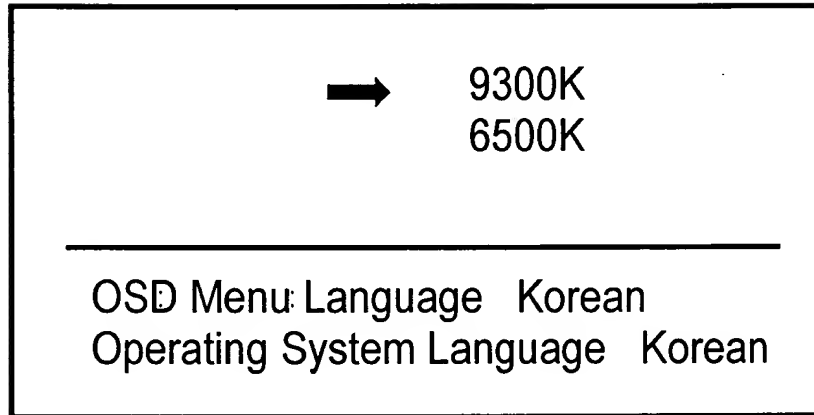 9300K
6500K
OSD Menu Language Korean
Operating System Language Korean